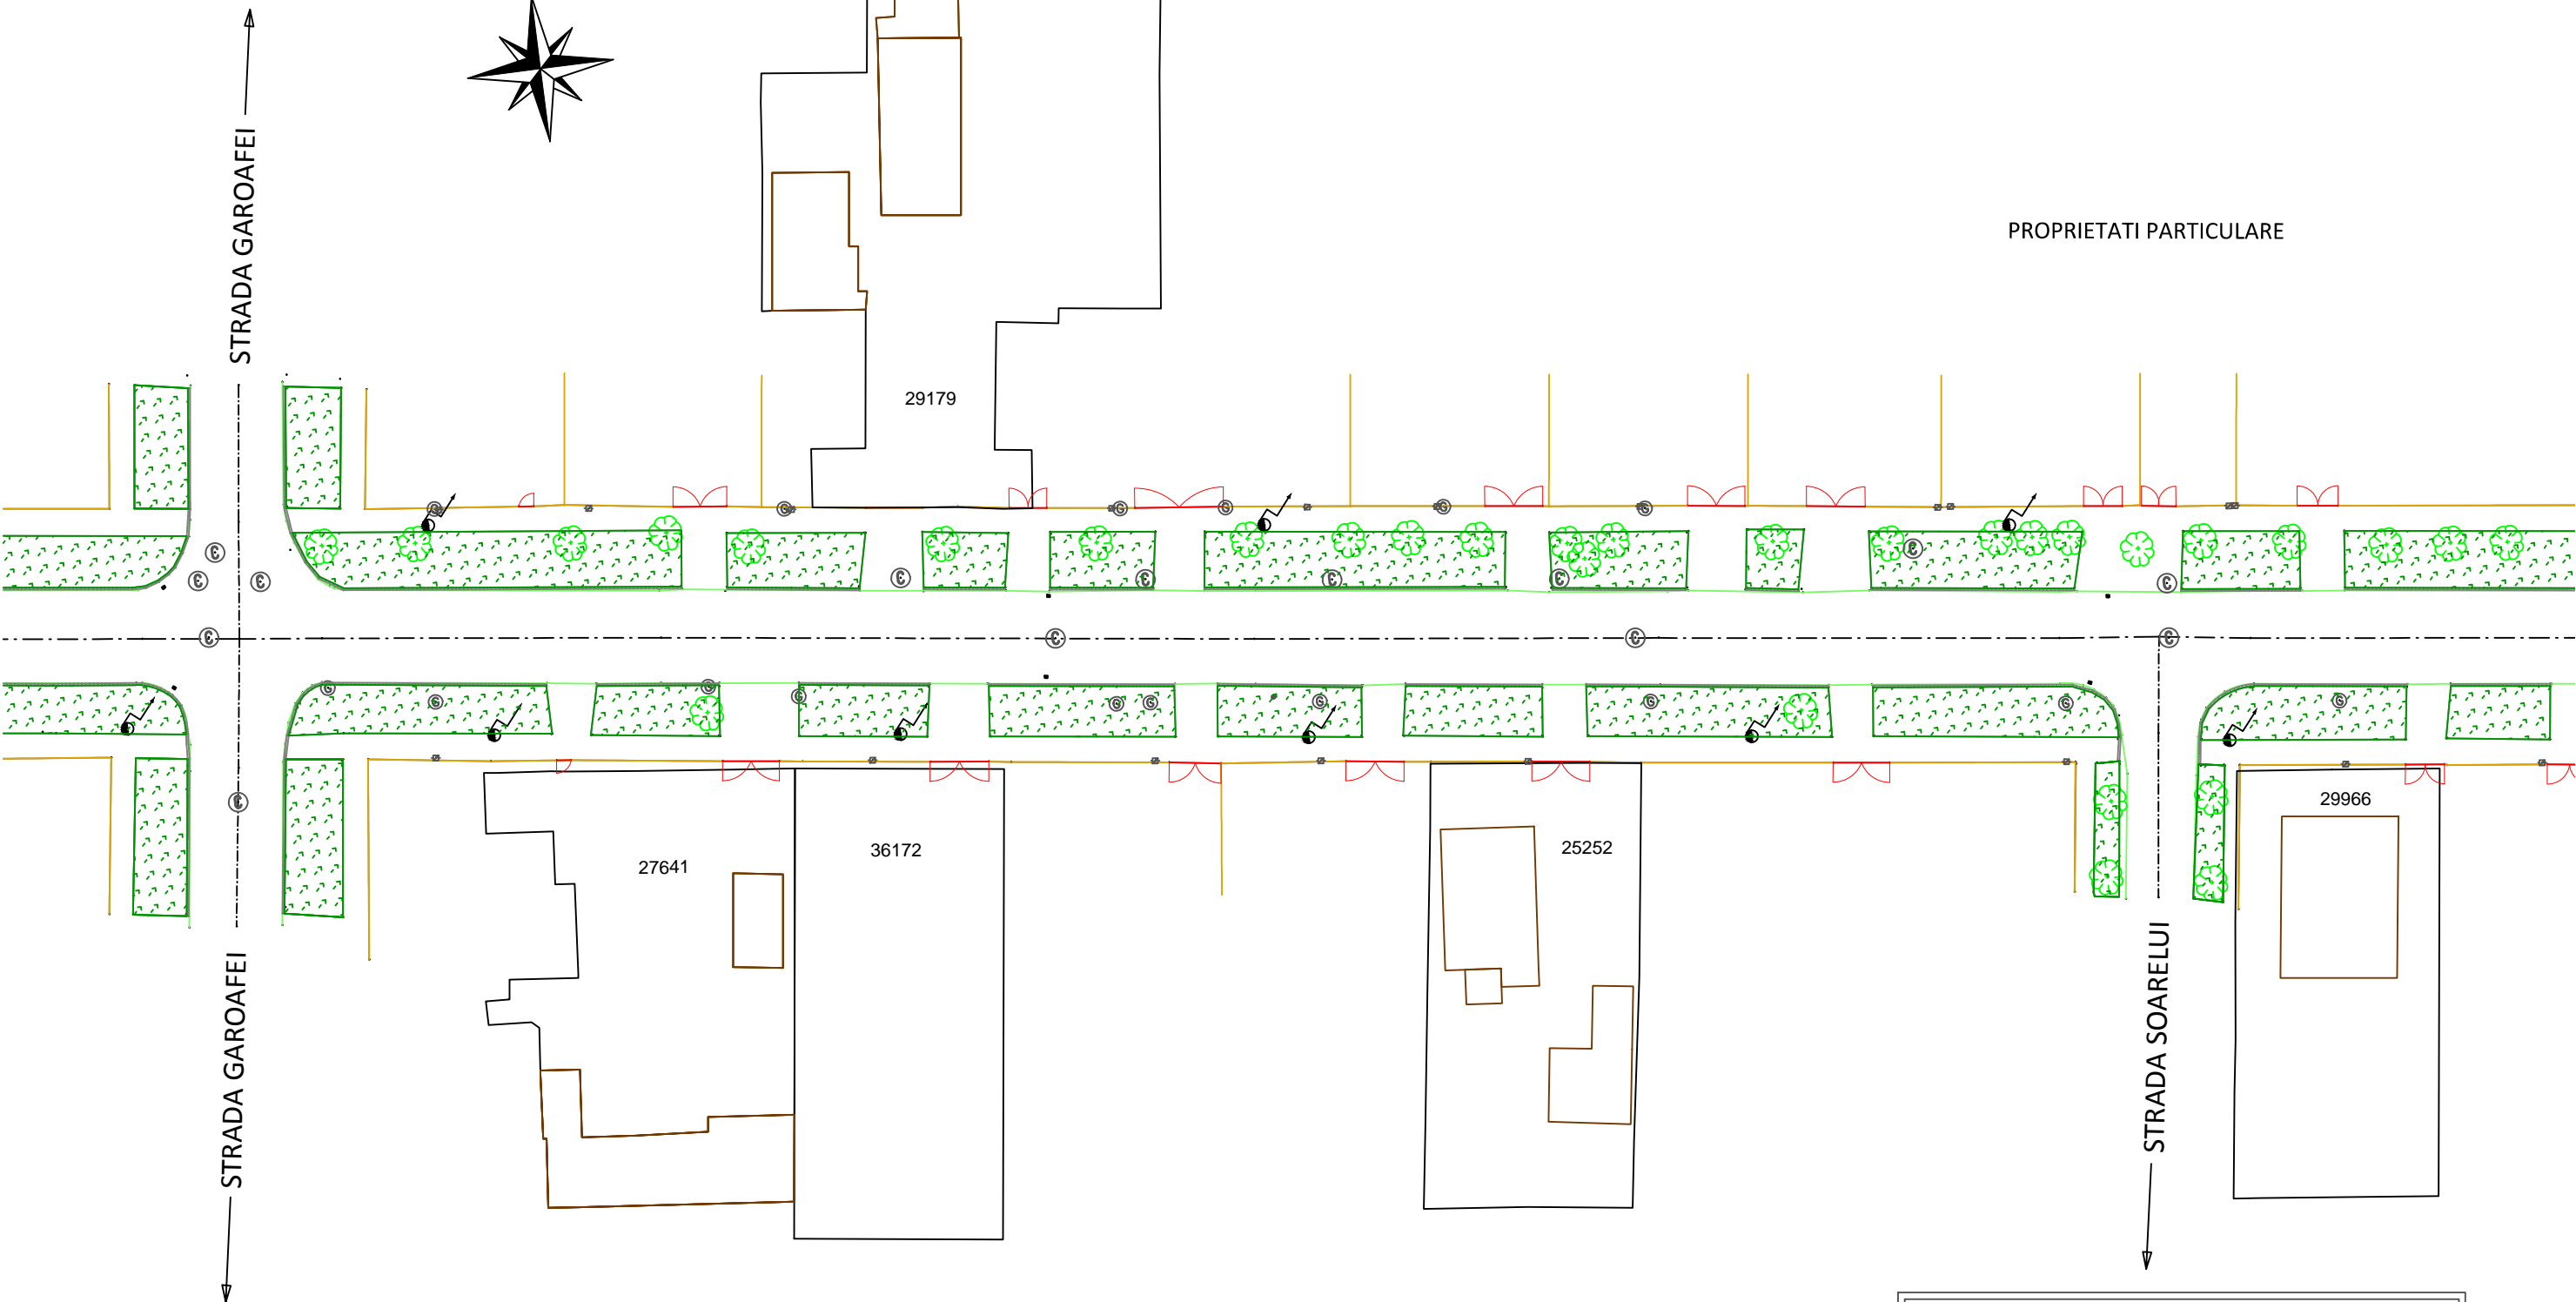 STRADA GAROAFEI
PROPRIETATI PARTICULARE
29179
29966
25252
36172
27641
STRADA GAROAFEI
STRADA SOARELUI